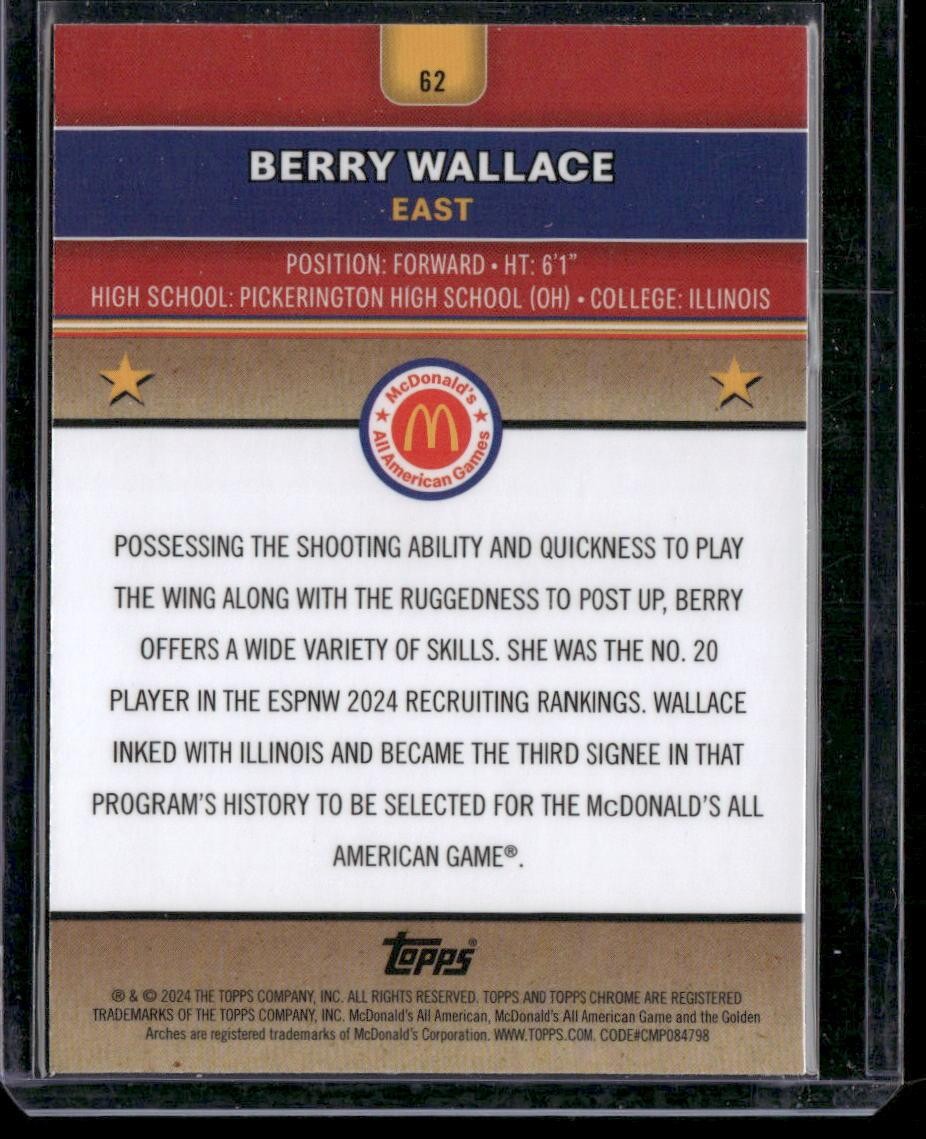 62
BERRY WALLACE
EAST
POSITION: FORWARD • HT: 6'1"
HIGH SCHOOL: PICKERINGTON HIGH SCHOOL (OH) • COLLEGE: ILLINOIS
McDonald's
All American Games
POSSESSING THE SHOOTING ABILITY AND QUICKNESS TO PLAY
THE WING ALONG WITH THE RUGGEDNESS TO POST UP, BERRY
OFFERS A WIDE VARIETY OF SKILLS. SHE WAS THE NO. 20
PLAYER IN THE ESPNW 2024 RECRUITING RANKINGS. WALLACE
INKED WITH ILLINOIS AND BECAME THE THIRD SIGNEE IN THAT
PROGRAM'S HISTORY TO BE SELECTED FOR THE McDONALD'S ALL
AMERICAN GAME®.
Topps®
® & © 2024 THE TOPPS COMPANY, INC. ALL RIGHTS RESERVED. TOPPS AND TOPPS CHROME ARE REGISTERED
TRADEMARKS OF THE TOPPS COMPANY, INC. McDonald's All American, McDonald's All American Game and the Golden
Arches are registered trademarks of McDonald's Corporation. WWW.TOPPS.COM. CODE#CMP084798